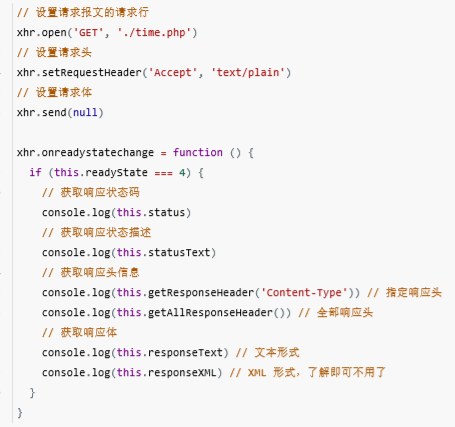 // 设置请求报文的请求行
xhr.open('GET', './time.php')
// 设置请求头
xhr.setRequestHeader('Accept', 'text/plain')
// 设置请求体
xhr.send(null)

xhr.onreadystatechange = function () {
  if (this.readyState === 4) {
    // 获取响应状态码
    console.log(this.status)
    // 获取响应状态描述
    console.log(this.statusText)
    // 获取响应头信息
    console.log(this.getResponseHeader('Content-Type')) // 指定响应头
    console.log(this.getAllResponseHeader()) // 全部响应头
    // 获取响应体
    console.log(this.responseText) // 文本形式
    console.log(this.responseXML) // XML 形式，了解即可不用了
  }
}